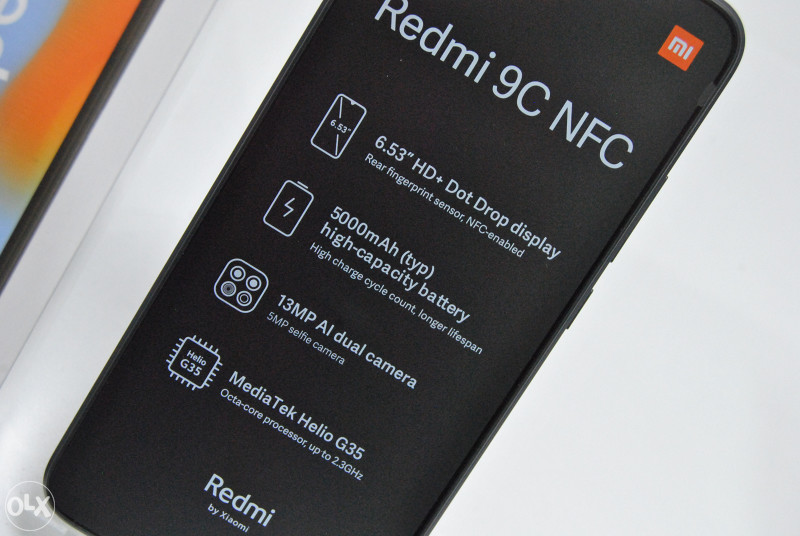 Redmi 9C NFC
mi
6.53"
6.53" HD+ Dot Drop display
Rear fingerprint sensor, NFC-enabled
5000mAh (typ)
high-capacity battery
High charge cycle count, longer lifespan
13MP AI dual camera
5MP selfie camera
Helio
G35
MediaTek Helio G35
Octa-core processor, up to 2.3GHz
Redmi
by Xiaomi
OLX